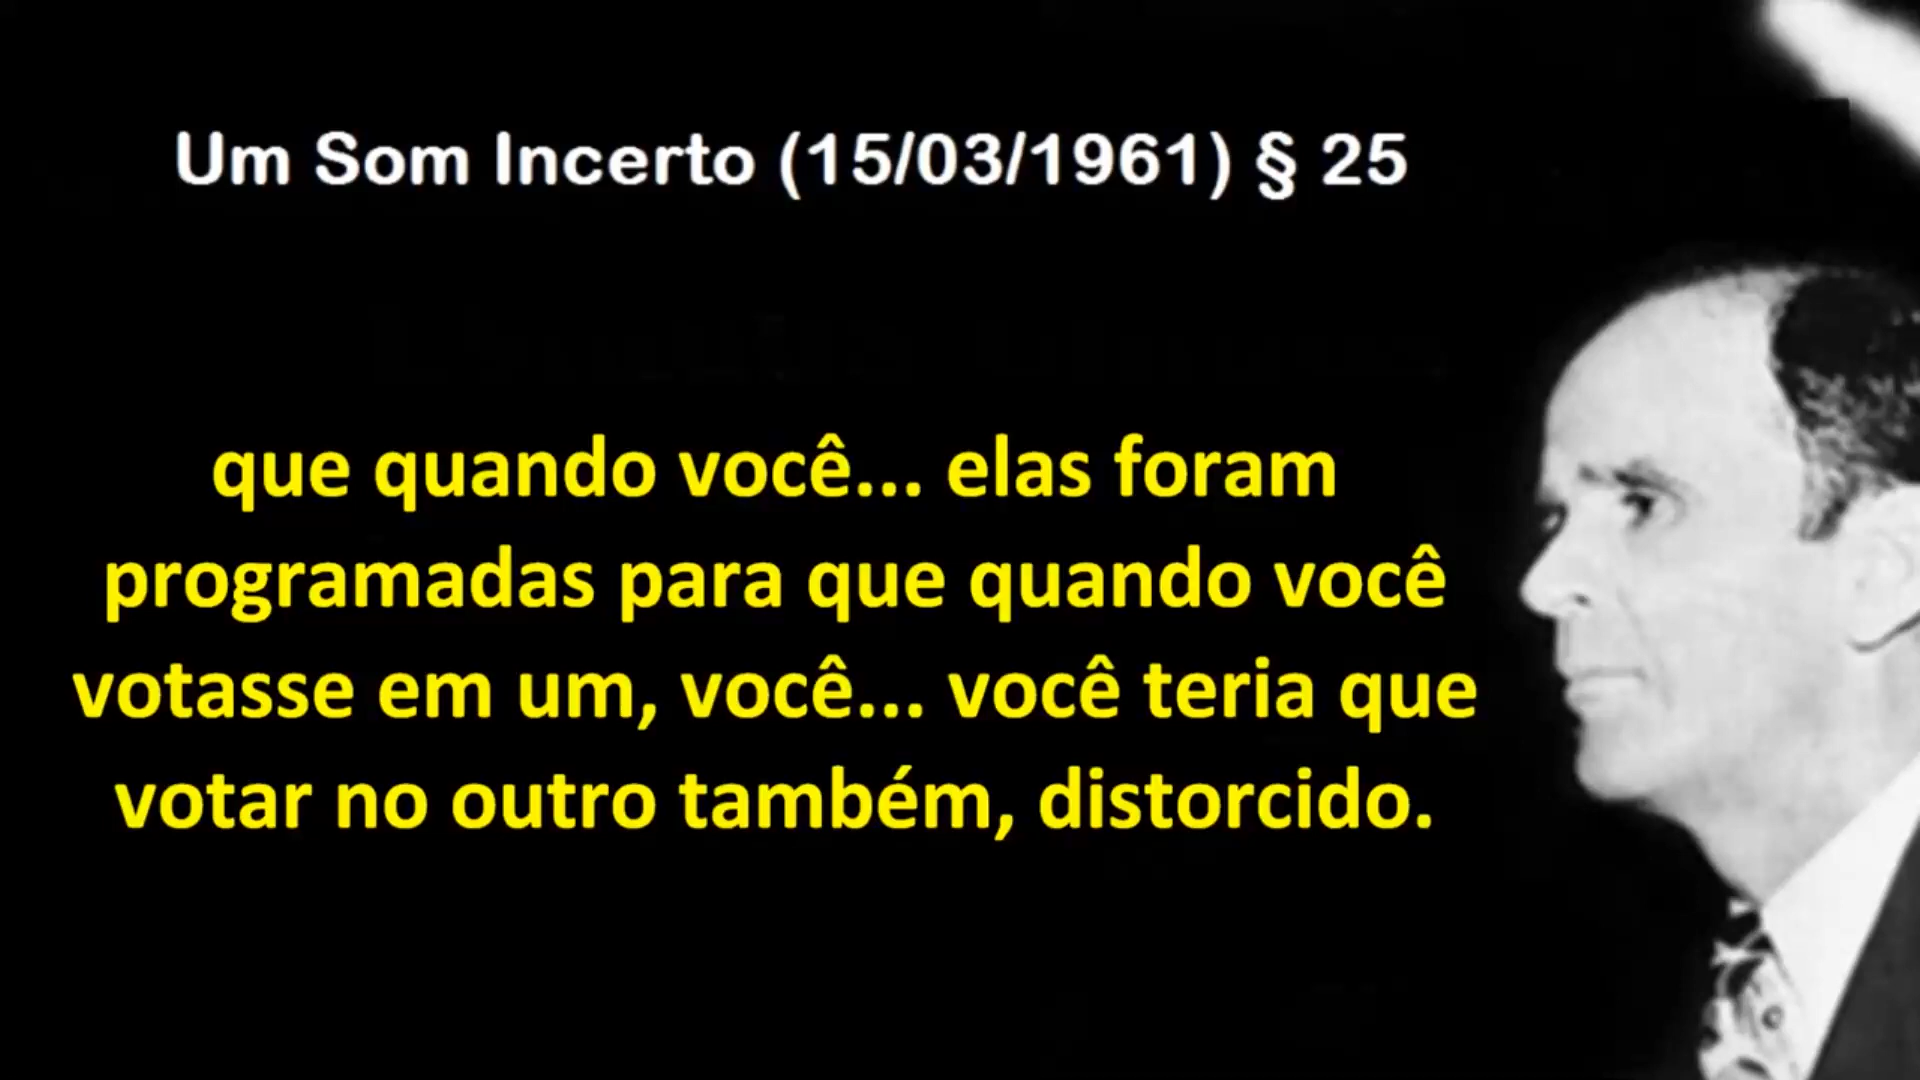 Um Som Incerto (15/03/1961) § 25
que quando você... elas foram
programadas para que quando você
votasse em um, você... você teria que
votar no outro também, distorcido.